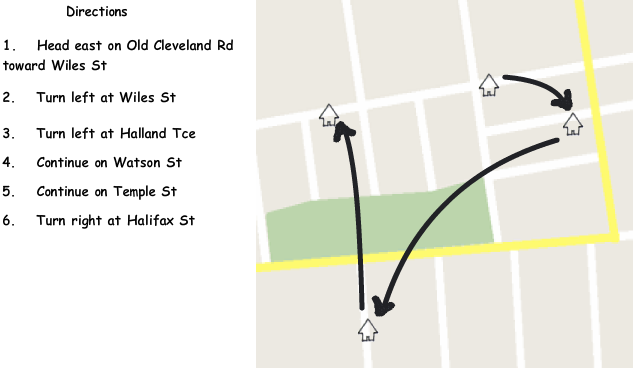 Directions
1. Head east on Old Cleveland Rd
toward Wiles St
2. Turn left at Wiles St
3. Turn left at Halland Tce
4. Continue on Watson St
5. Continue on Temple St
6. Turn right at Halifax St